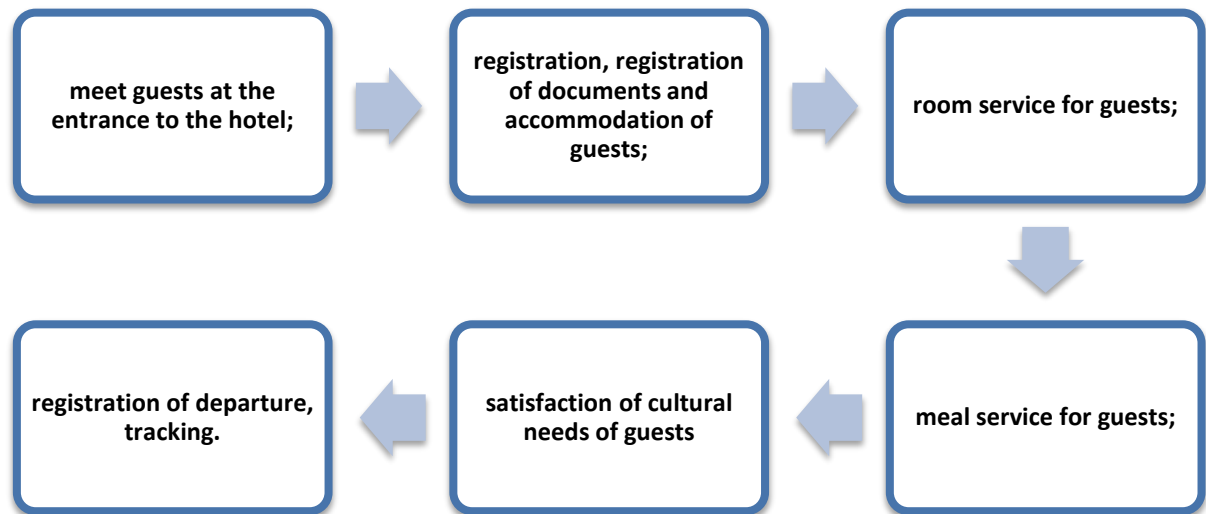 meet guests at the
entrance to the hotel;
registration, registration
of documents and
accommodation of
guests;
room service for guests;
meal service for guests;
satisfaction of cultural
needs of guests
registration of departure,
tracking.